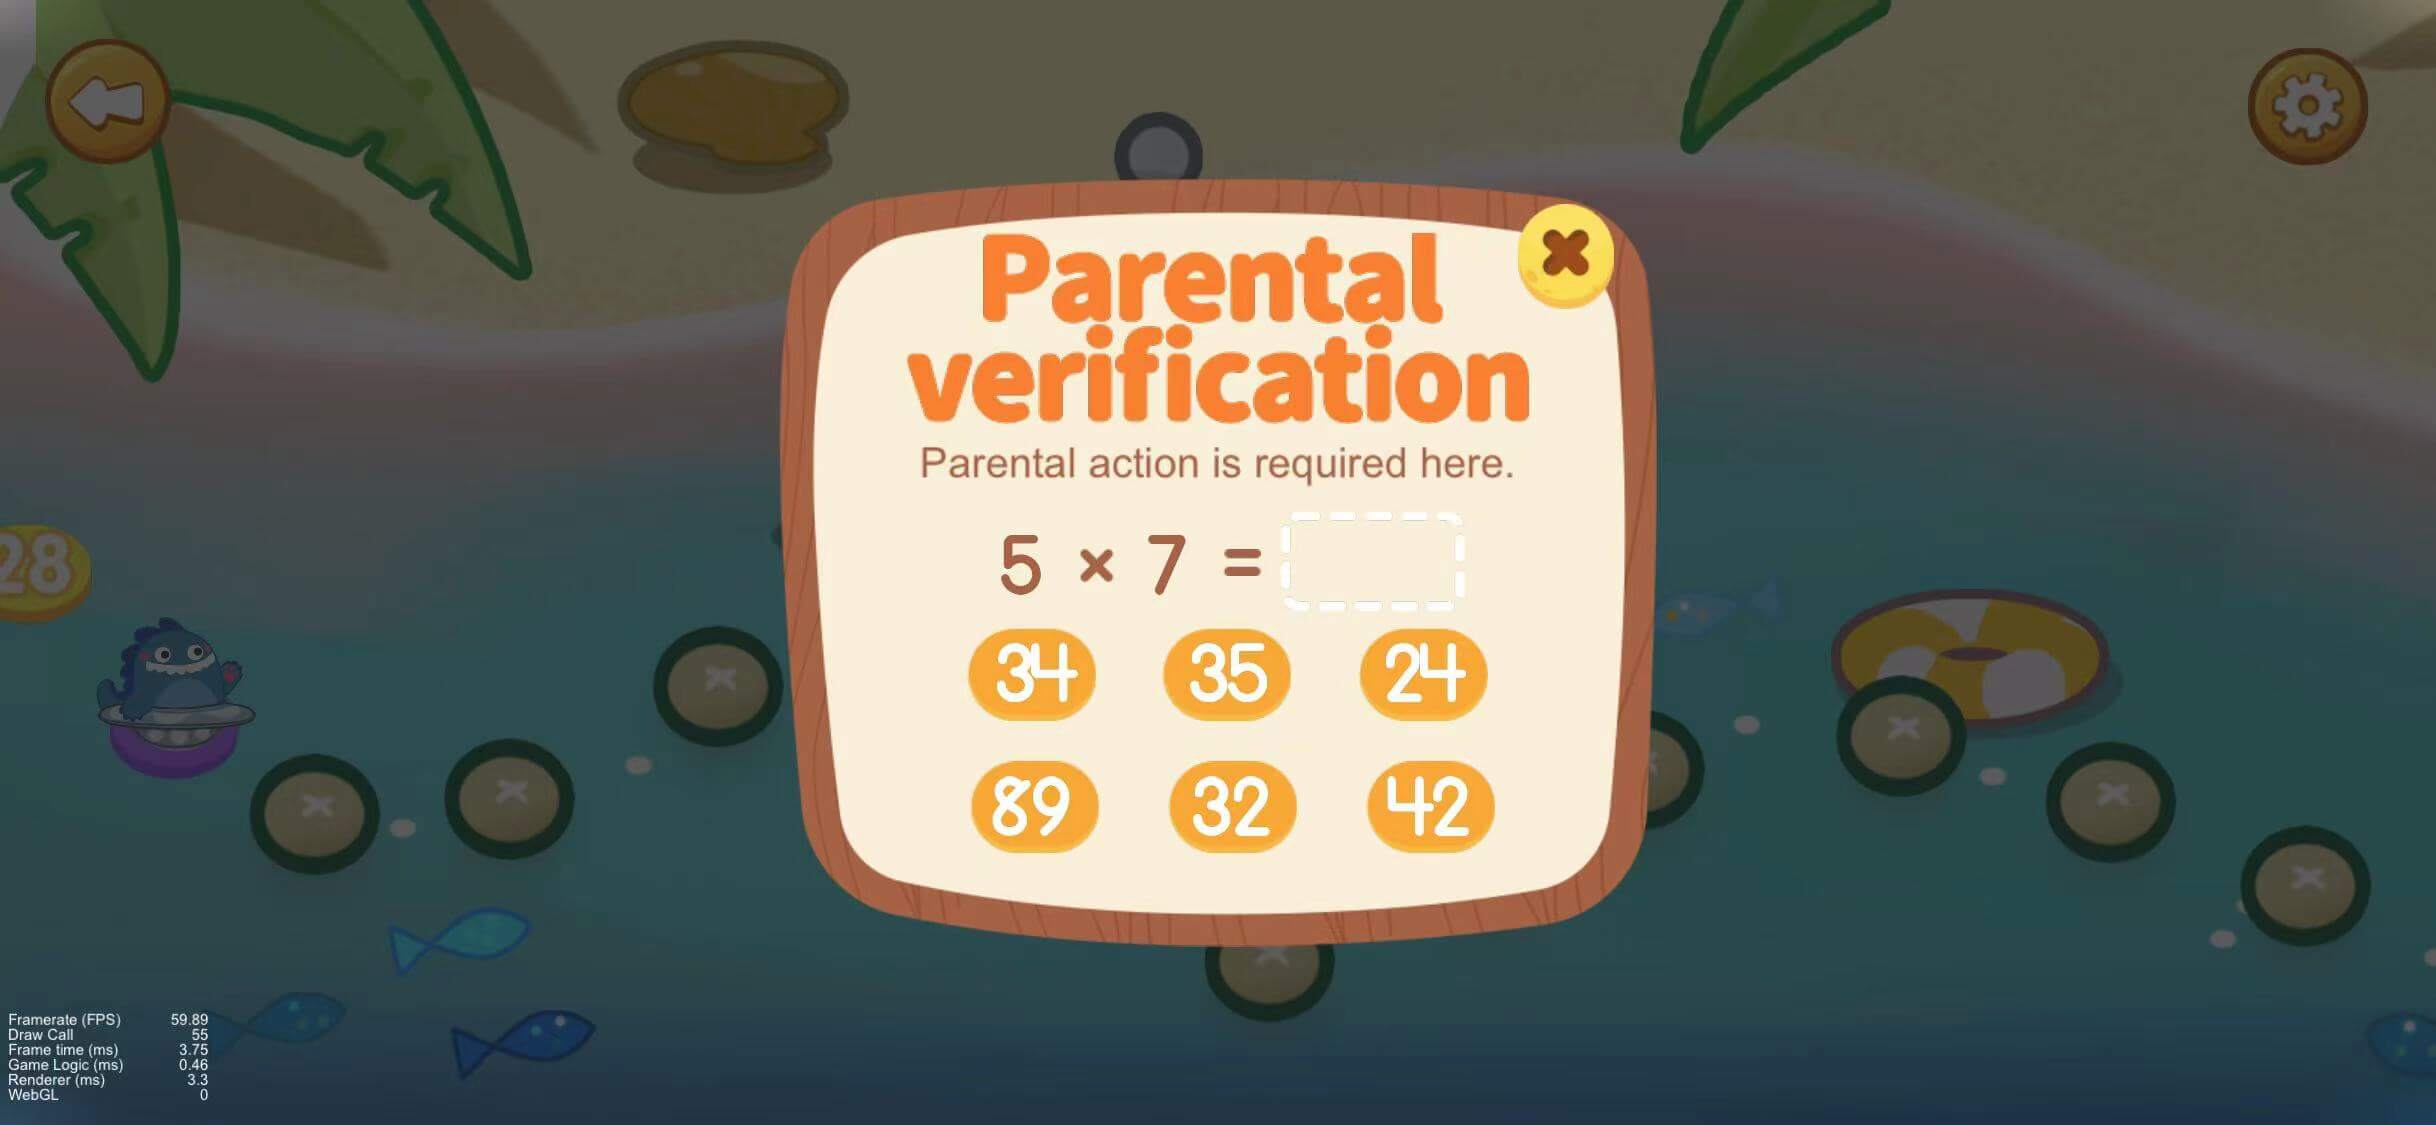 Parental
verification
Parental action is required here.
5 × 7 =
34 35 24
89 32 42
28
Framerate (FPS) 59.89
Draw Call 55
Frame time (ms) 3.75
Game Logic (ms) 0.46
Renderer (ms) 3.3
WebGL 0